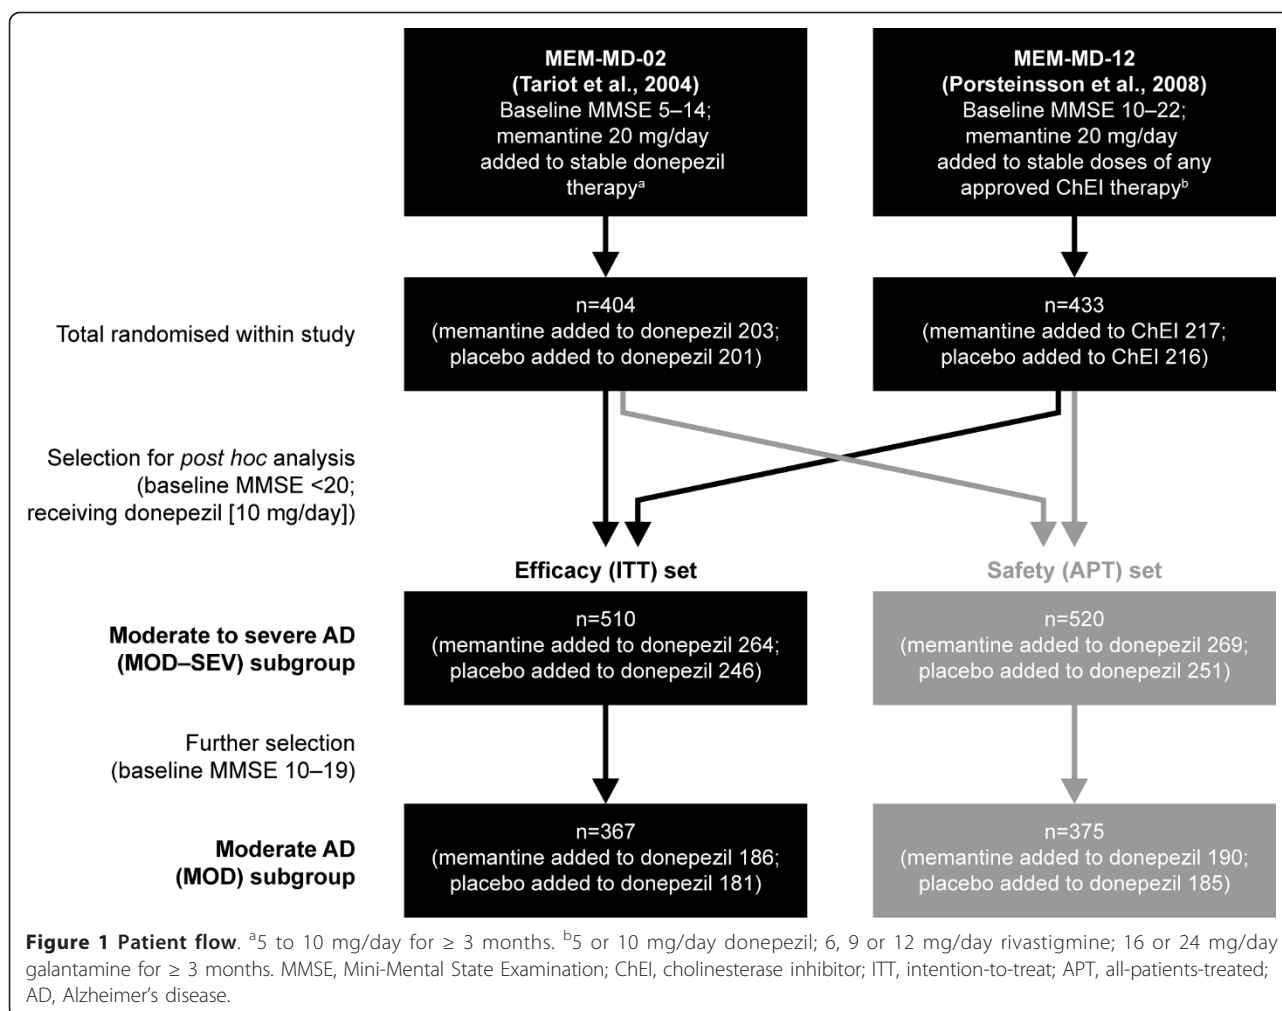 MEM-MD-02
(Tariot et al., 2004)
Baseline MMSE 5–14;
memantine 20 mg/day
added to stable donepezil
therapyᵃ
MEM-MD-12
(Porsteinsson et al., 2008)
Baseline MMSE 10–22;
memantine 20 mg/day
added to stable doses of any
approved ChEI therapyᵇ
Total randomised within study
n=404
(memantine added to donepezil 203;
placebo added to donepezil 201)
n=433
(memantine added to ChEI 217;
placebo added to ChEI 216)
Selection for post hoc analysis
(baseline MMSE <20;
receiving donepezil [10 mg/day])
Efficacy (ITT) set
Safety (APT) set
Moderate to severe AD
(MOD–SEV) subgroup
n=510
(memantine added to donepezil 264;
placebo added to donepezil 246)
n=520
(memantine added to donepezil 269;
placebo added to donepezil 251)
Further selection
(baseline MMSE 10–19)
Moderate AD
(MOD) subgroup
n=367
(memantine added to donepezil 186;
placebo added to donepezil 181)
n=375
(memantine added to donepezil 190;
placebo added to donepezil 185)
Figure 1 Patient flow. ᵃ5 to 10 mg/day for ≥ 3 months. ᵇ5 or 10 mg/day donepezil; 6, 9 or 12 mg/day rivastigmine; 16 or 24 mg/day
galantamine for ≥ 3 months. MMSE, Mini-Mental State Examination; ChEI, cholinesterase inhibitor; ITT, intention-to-treat; APT, all-patients-treated;
AD, Alzheimer's disease.